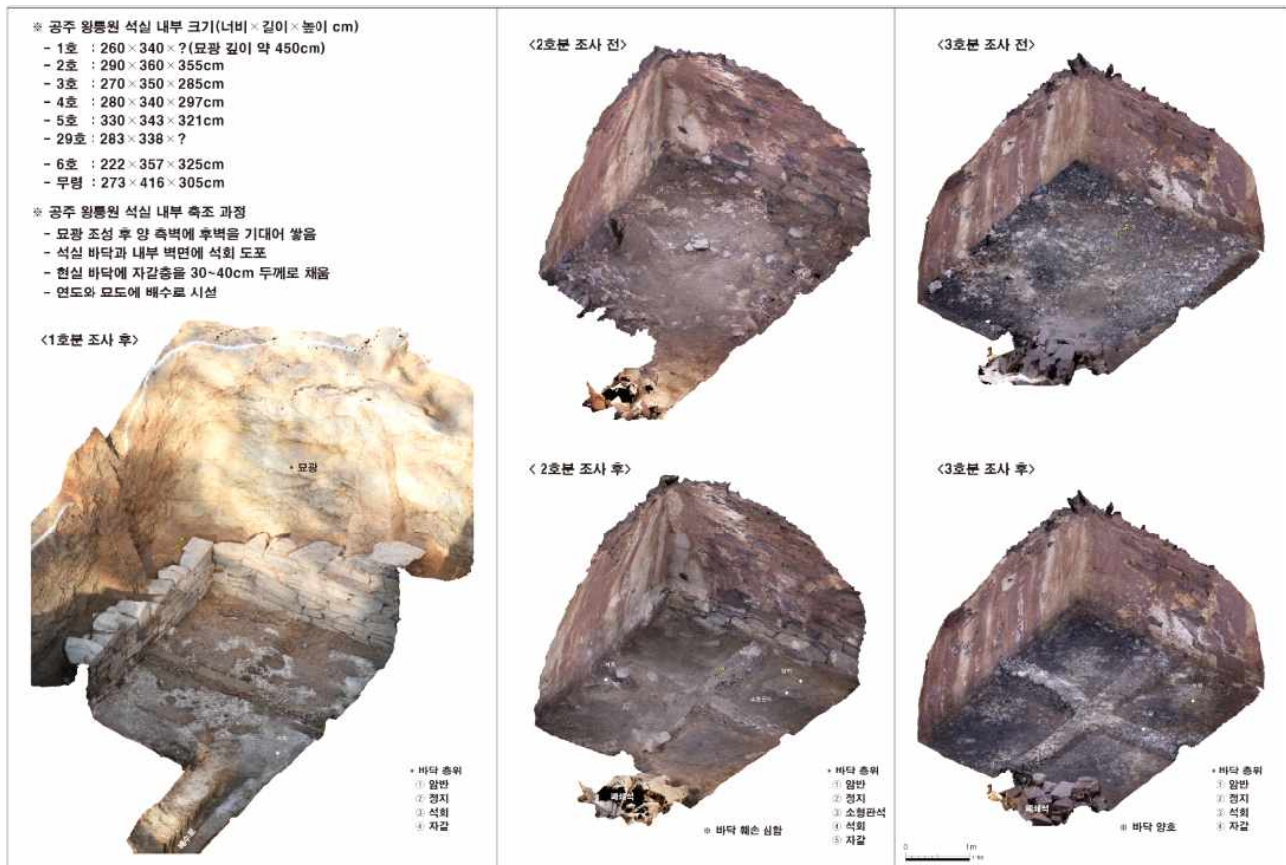 ※ 공주 왕릉원 석실 내부 크기(너비×길이×높이 cm)
- 1호 : 260×340×?(묘광 깊이 약 450cm)
- 2호 : 290×360×355cm
- 3호 : 270×350×285cm
- 4호 : 280×340×297cm
- 5호 : 330×343×321cm
- 29호 : 283×338×?
- 6호 : 222×357×325cm
- 무령 : 273×416×305cm
※ 공주 왕릉원 석실 내부 축조 과정
- 묘광 조성 후 양 측벽에 후벽을 기대어 쌓음
- 석실 바닥과 내부 벽면에 석회 도포
- 현실 바닥에 자갈층을 30~40cm 두께로 채움
- 연도와 묘도에 배수로 시설
<1호분 조사 후>
묘광
배수로
• 바닥 층위
① 암반
② 정지
③ 석회
④ 자갈
<2호분 조사 전>
<2호분 조사 후>
폐쇄석
• 바닥 층위
① 암반
② 정지
③ 소형판석
④ 석회
⑤ 자갈
※ 바닥 훼손 심함
<3호분 조사 전>
<3호분 조사 후>
폐쇄석
• 바닥 층위
① 암반
② 정지
③ 석회
④ 자갈
※ 바닥 양호
0 1m